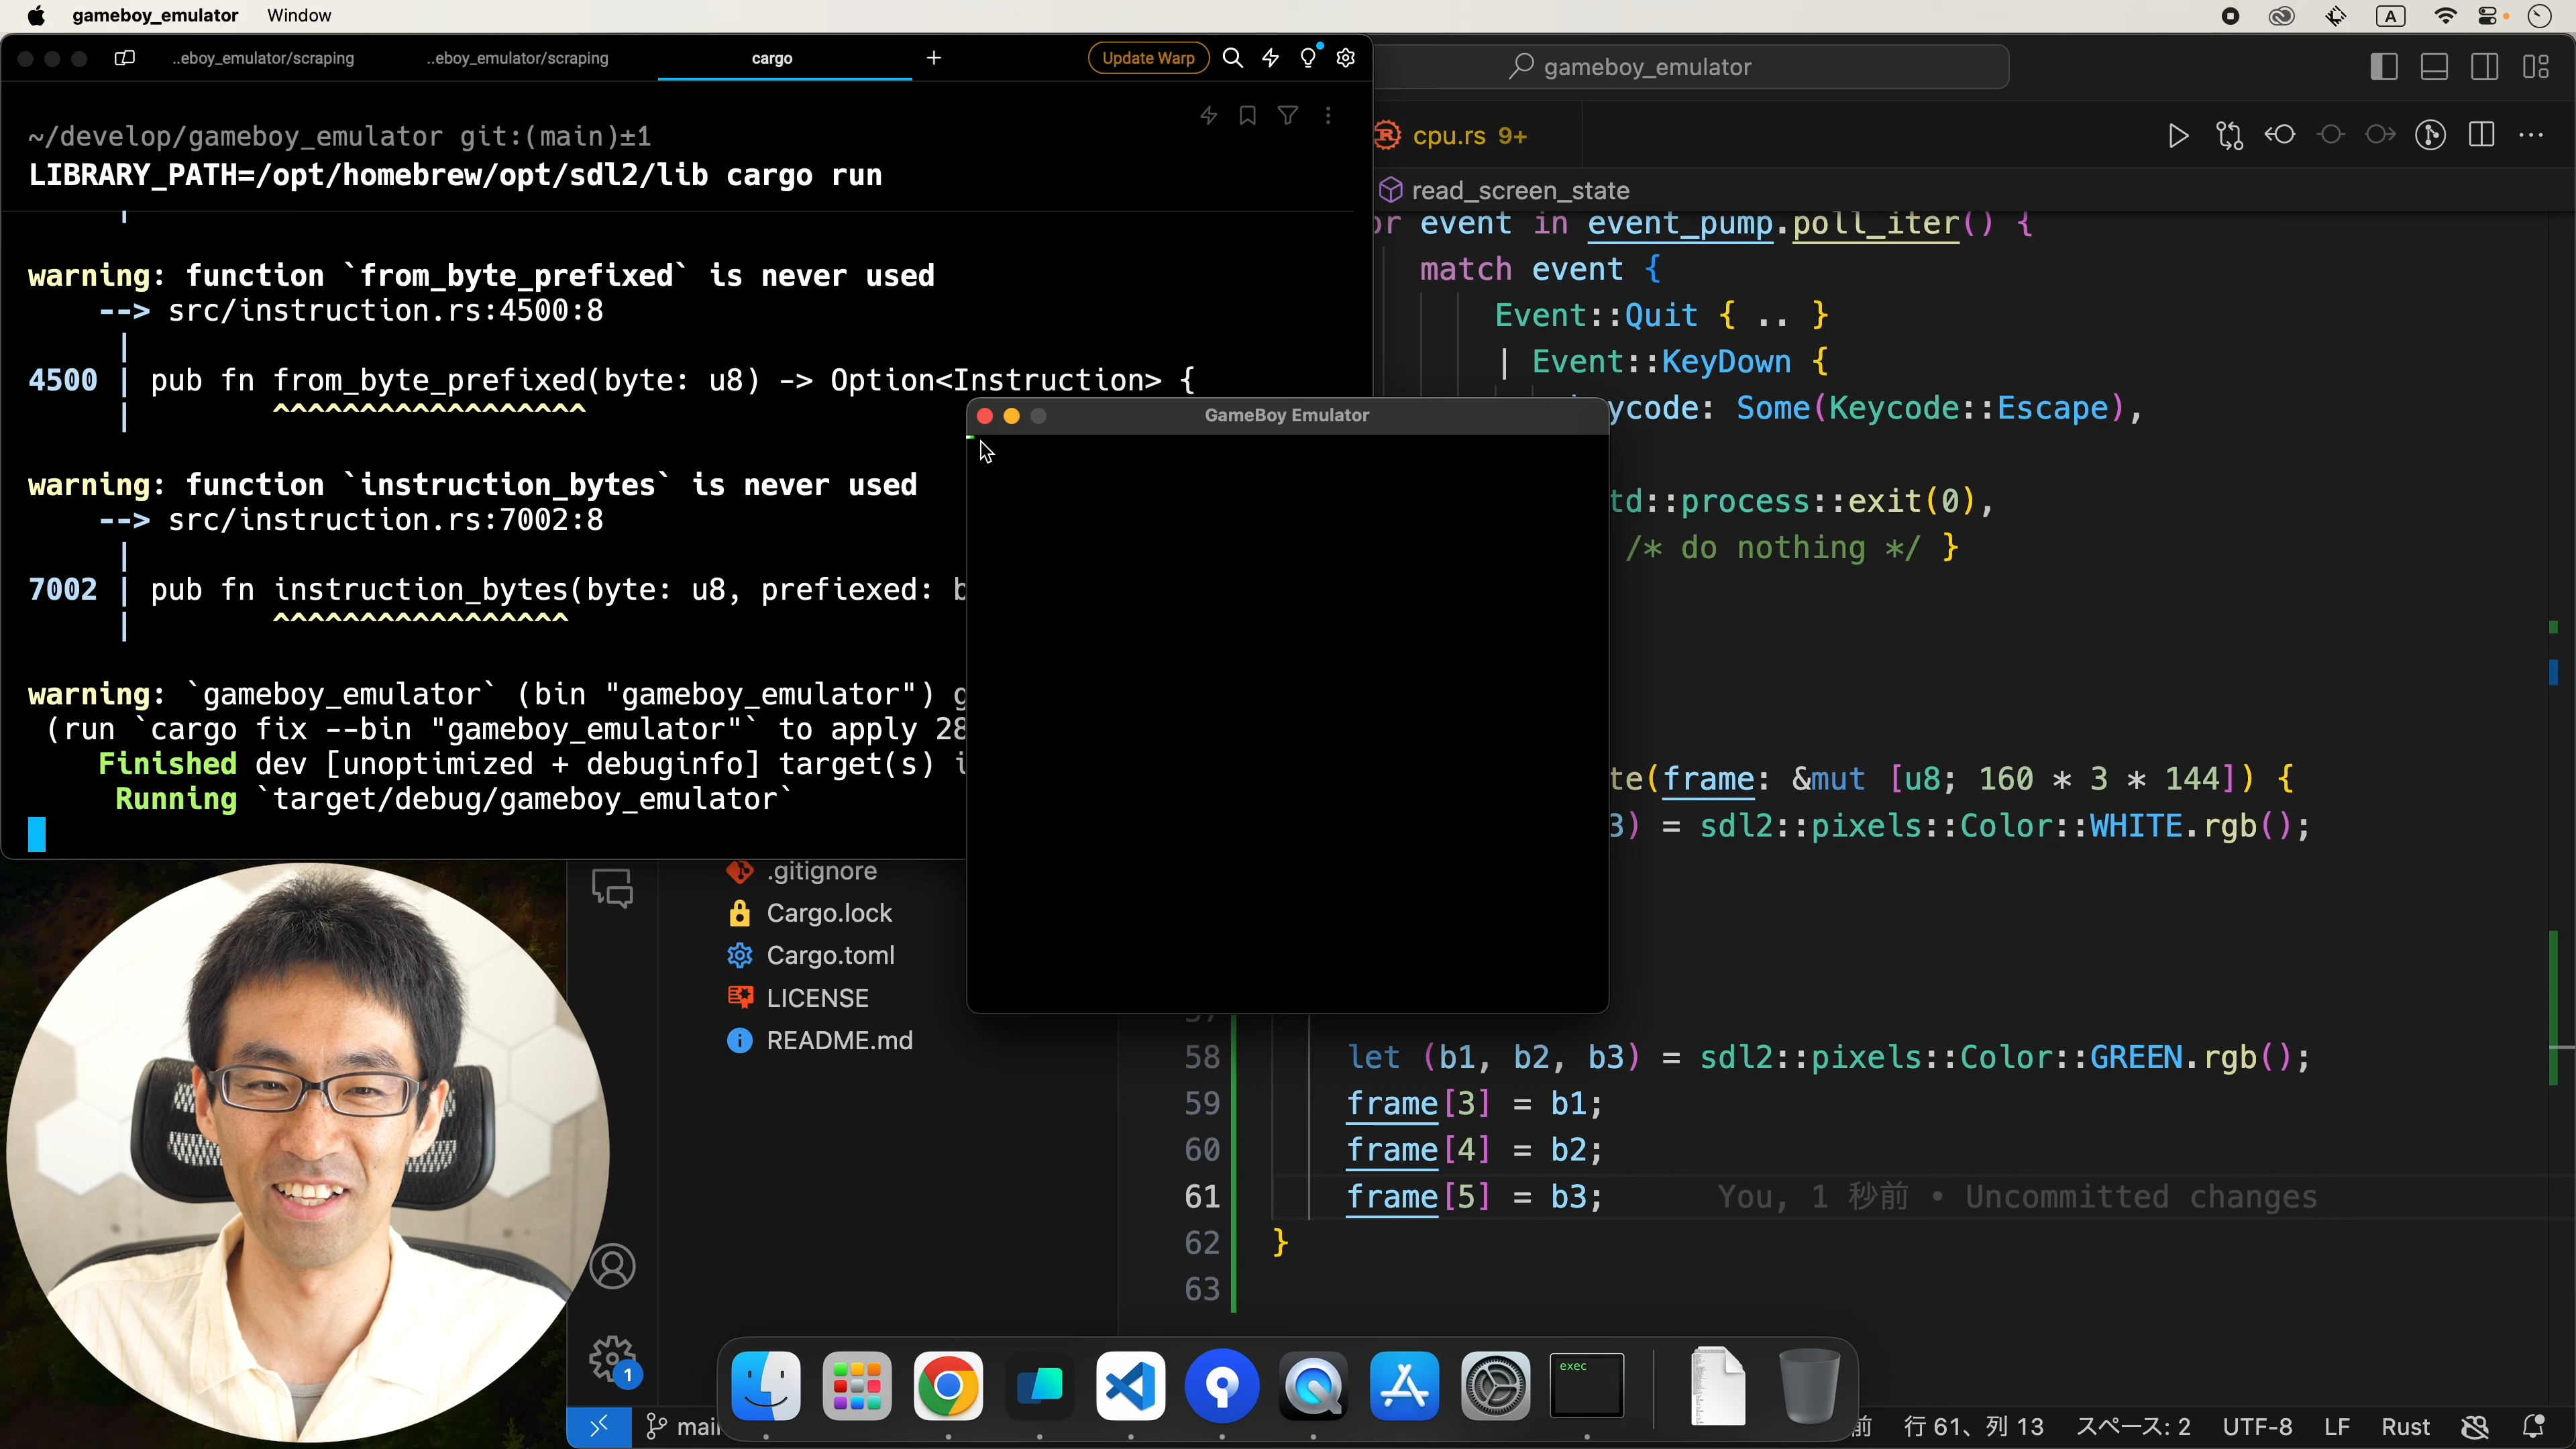 gameboy_emulator Window
A
..eboy_emulator/scraping ..eboy_emulator/scraping cargo + Update Warp
~/develop/gameboy_emulator git:(main)±1
LIBRARY_PATH=/opt/homebrew/opt/sdl2/lib cargo run
warning: function `from_byte_prefixed` is never used
--> src/instruction.rs:4500:8
|
4500 | pub fn from_byte_prefixed(byte: u8) -> Option<Instruction> {
| ^^^^^^^^^^^^^^^^^^
warning: function `instruction_bytes` is never used
--> src/instruction.rs:7002:8
|
7002 | pub fn instruction_bytes(byte: u8, prefiexed: b
| ^^^^^^^^^^^^^^^^^
warning: `gameboy_emulator` (bin "gameboy_emulator") g
(run `cargo fix --bin "gameboy_emulator"` to apply 28
Finished dev [unoptimized + debuginfo] target(s) i
Running `target/debug/gameboy_emulator`
GameBoy Emulator
gameboy_emulator
cpu.rs 9+
read_screen_state
or event in event_pump.poll_iter() {
match event {
Event::Quit { .. }
| Event::KeyDown {
ycode: Some(Keycode::Escape),
td::process::exit(0),
/* do nothing */ }
te(frame: &mut [u8; 160 * 3 * 144]) {
3) = sdl2::pixels::Color::WHITE.rgb();
57
58 let (b1, b2, b3) = sdl2::pixels::Color::GREEN.rgb();
59 frame[3] = b1;
60 frame[4] = b2;
61 frame[5] = b3; You, 1 秒前 • Uncommitted changes
62 }
63
.gitignore
Cargo.lock
Cargo.toml
LICENSE
README.md
1
exec
main
前 行 61、列 13 スペース: 2 UTF-8 LF Rust